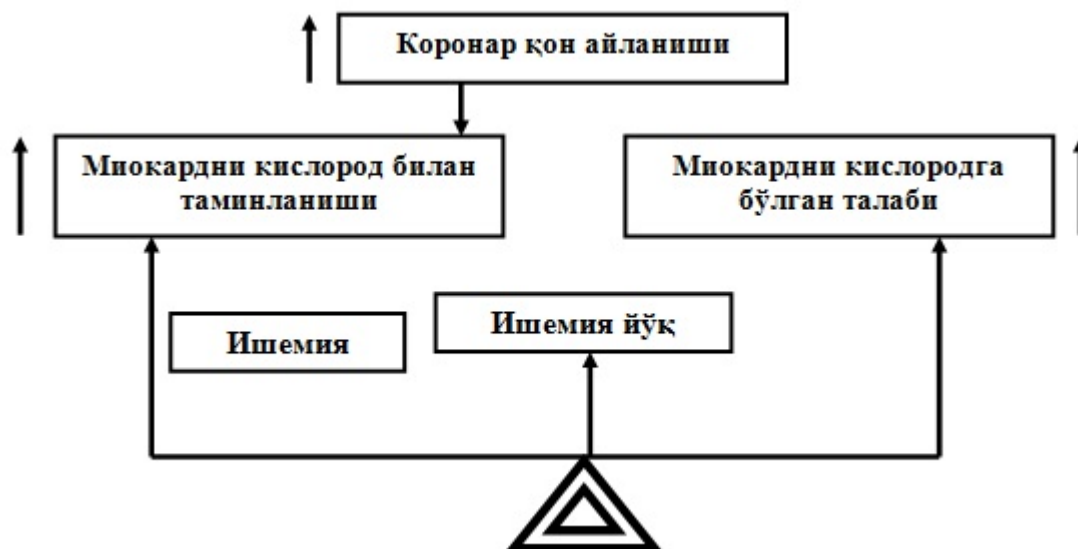 Коронар қон айланиши
Миокардни кислород билан
таминланиши
Миокардни кислородга
бўлган талаби
Ишемия
Ишемия йўқ